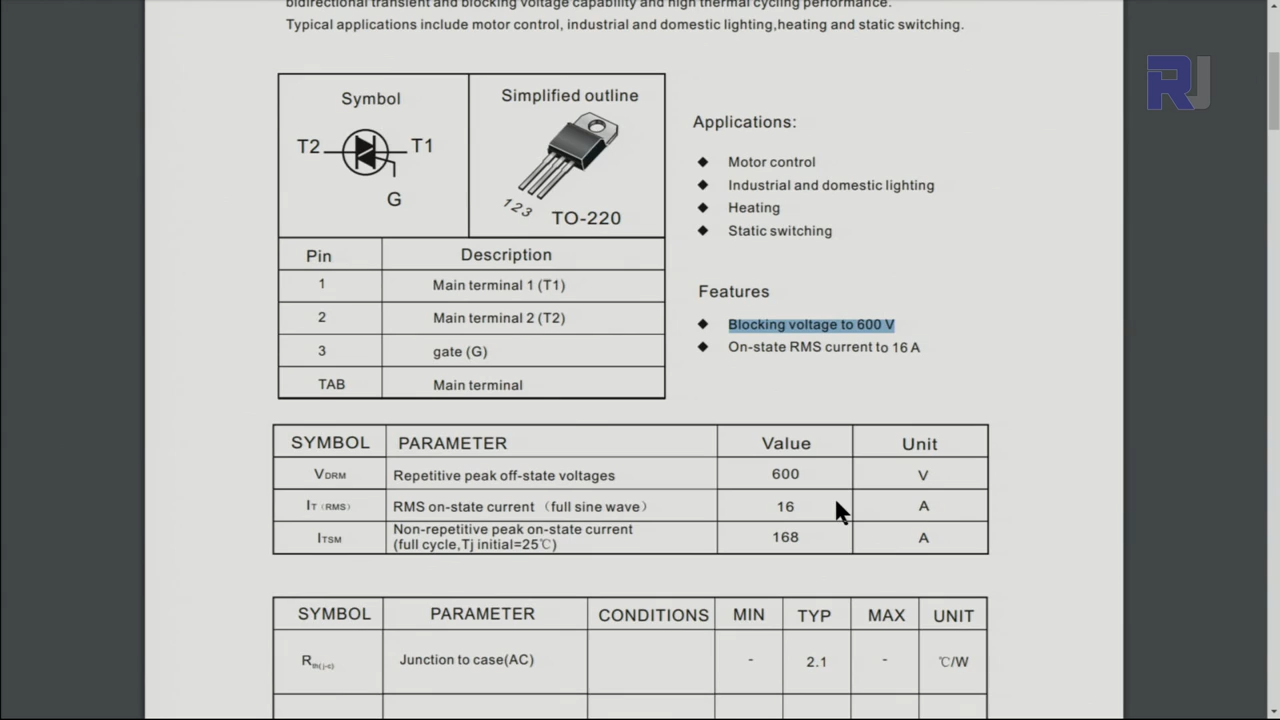 bidirectional transient and blocking voltage capability and high thermal cycling performance.
Typical applications include motor control, industrial and domestic lighting,heating and static switching.
RJ
Symbol
T2
T1
G
Simplified outline
1 2 3
TO-220
Pin Description
1 Main terminal 1 (T1)
2 Main terminal 2 (T2)
3 gate (G)
TAB Main terminal
Applications:
Motor control
Industrial and domestic lighting
Heating
Static switching
Features
Blocking voltage to 600 V
On-state RMS current to 16 A
SYMBOL PARAMETER Value Unit
VDRM Repetitive peak off-state voltages 600 V
IT (RMS) RMS on-state current （full sine wave） 16 A
ITSM Non-repetitive peak on-state current 168 A
(full cycle,Tj initial=25℃)
SYMBOL PARAMETER CONDITIONS MIN TYP MAX UNIT
Rth(j-c) Junction to case(AC) - 2.1 - ℃/W